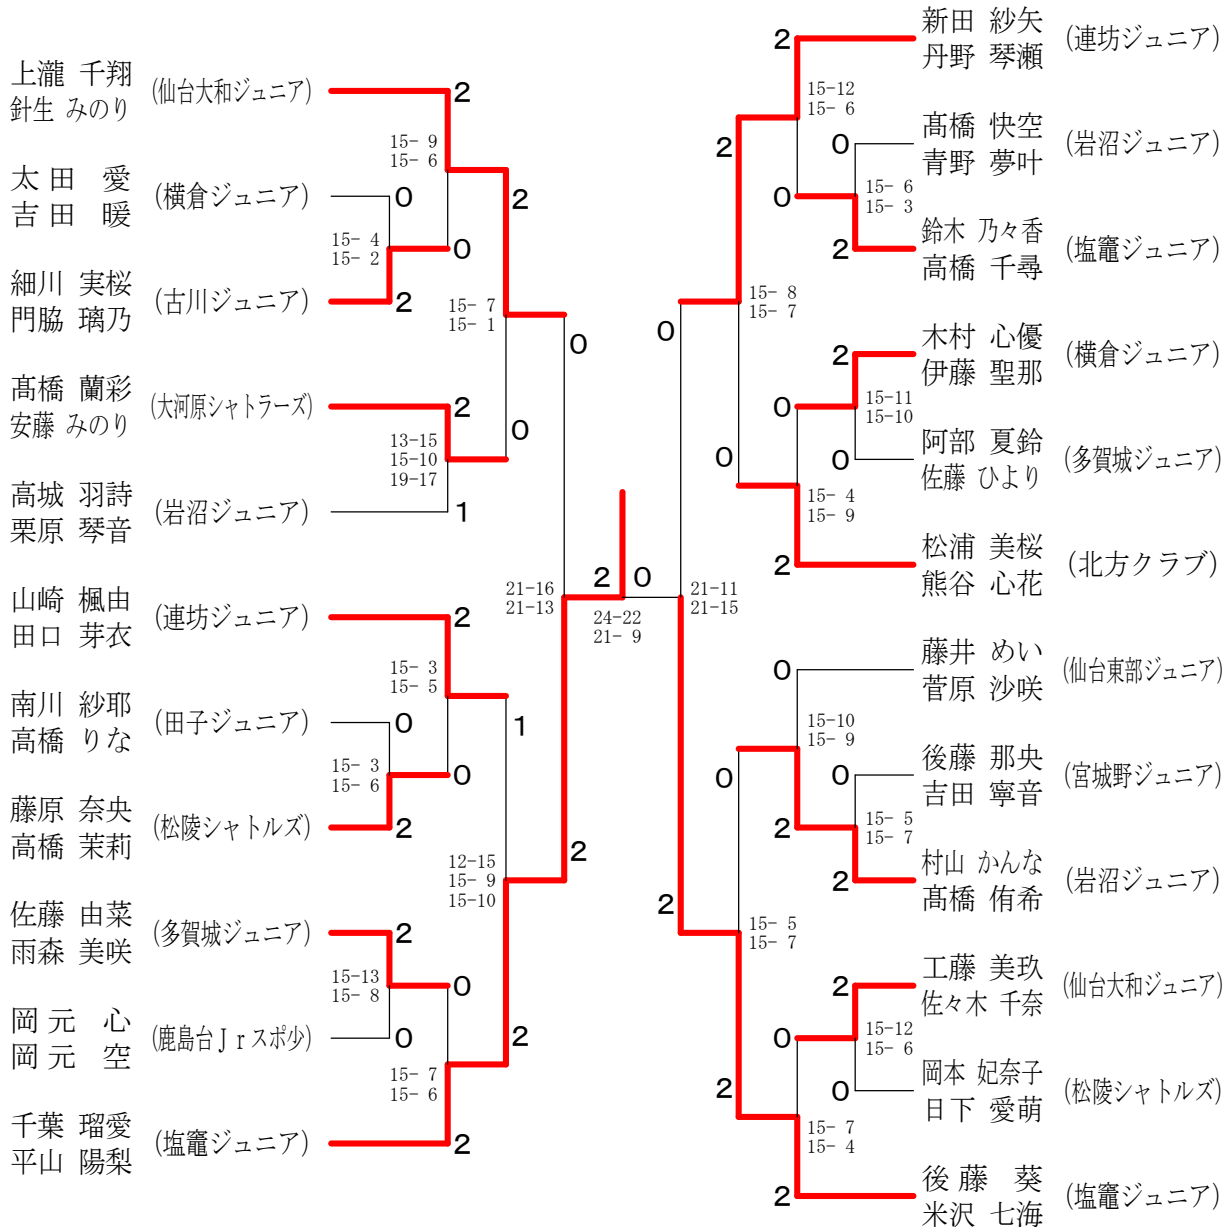 上瀧 千翔
針生 みのり
(仙台大和ジュニア)
2
15- 9
15- 6
太田 愛
吉田 暖
(横倉ジュニア)
0
2
15- 4
15- 2
0
細川 実桜
門脇 璃乃
(古川ジュニア)
2
15- 7
15- 1
0
髙橋 蘭彩
安藤 みのり
(大河原シャトラーズ)
2
0
13-15
15-10
19-17
高城 羽詩
栗原 琴音
(岩沼ジュニア)
1
21-16
21-13
山崎 楓由
田口 芽衣
(連坊ジュニア)
2
15- 3
15- 5
南川 紗耶
高橋 りな
(田子ジュニア)
0
1
15- 3
15- 6
0
藤原 奈央
高橋 茉莉
(松陵シャトルズ)
2
12-15
15- 9
15-10
2
佐藤 由菜
雨森 美咲
(多賀城ジュニア)
2
15-13
15- 8
0
岡元 心
岡元 空
(鹿島台Jrスポ少)
0
2
15- 7
15- 6
千葉 瑠愛
平山 陽梨
(塩竈ジュニア)
2
2
0
24-22
21- 9
新田 紗矢
丹野 琴瀬
(連坊ジュニア)
2
15-12
15- 6
髙橋 快空
青野 夢叶
(岩沼ジュニア)
0
2
15- 6
15- 3
0
鈴木 乃々香
高橋 千尋
(塩竈ジュニア)
2
15- 8
15- 7
0
木村 心優
伊藤 聖那
(横倉ジュニア)
2
15-11
15-10
0
阿部 夏鈴
佐藤 ひより
(多賀城ジュニア)
0
0
15- 4
15- 9
松浦 美桜
熊谷 心花
(北方クラブ)
2
21-11
21-15
藤井 めい
菅原 沙咲
(仙台東部ジュニア)
0
15-10
15- 9
後藤 那央
吉田 寧音
(宮城野ジュニア)
0
0
15- 5
15- 7
2
村山 かんな
髙橋 侑希
(岩沼ジュニア)
2
2
15- 5
15- 7
工藤 美玖
佐々木 千奈
(仙台大和ジュニア)
2
15-12
15- 6
0
岡本 妃奈子
日下 愛萌
(松陵シャトルズ)
0
2
15- 7
15- 4
後藤 葵
米沢 七海
(塩竈ジュニア)
2